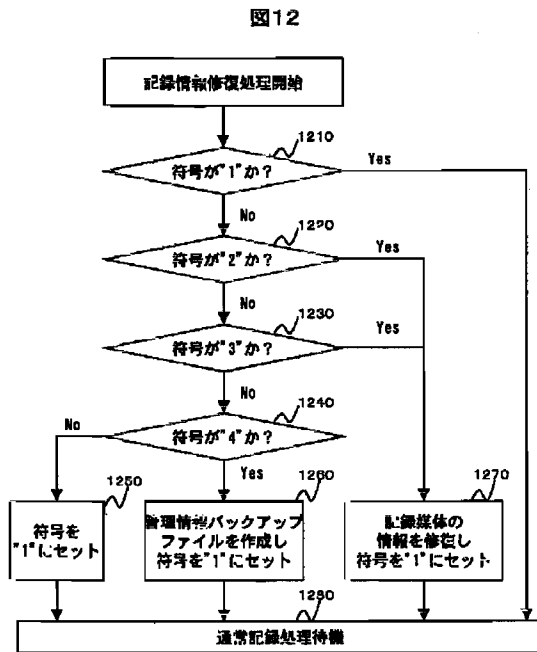 図12
記録情報修復処理開始
1210
符号が"1"か？
Yes
No
1220
符号が"2"か？
Yes
No
1230
符号が"3"か？
Yes
No
1240
符号が"4"か？
No
Yes
1250
符号を
"1"にセット
1260
管理情報バックアップ
ファイルを作成し
符号を"1"にセット
1270
記録媒体の
情報を修復し
符号を"1"にセット
1280
通常記録処理待機